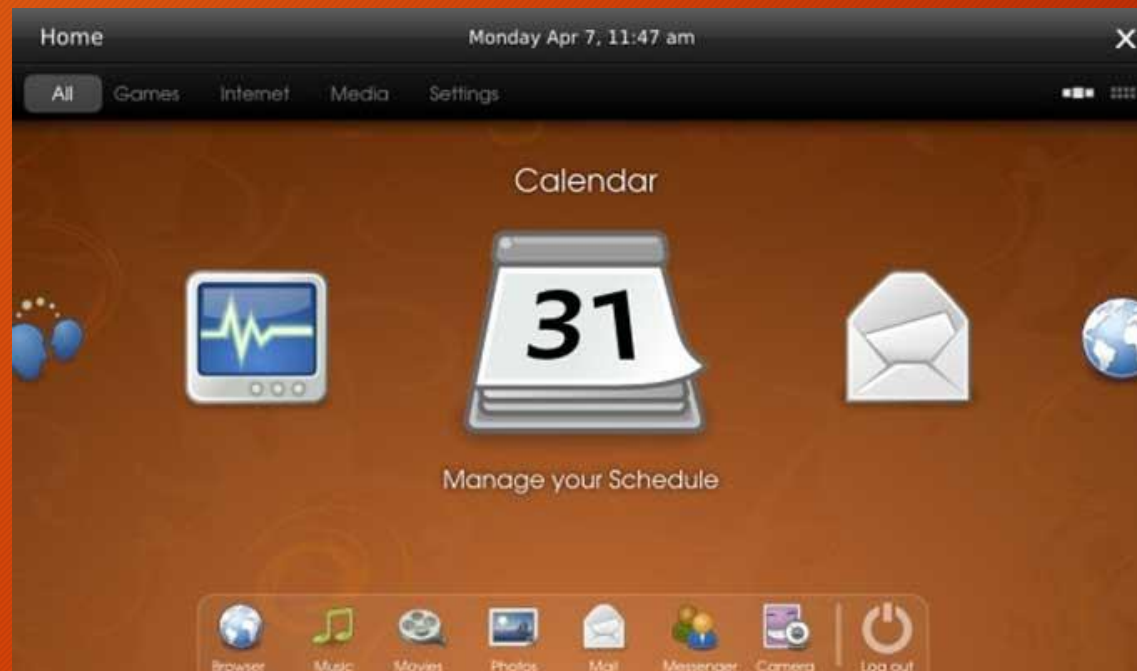 Home
Monday Apr 7, 11:47 am
All Games Internet Media Settings
Calendar
31
Manage your Schedule
Browser Music Movies Photos Mail Messenger Camera Log out